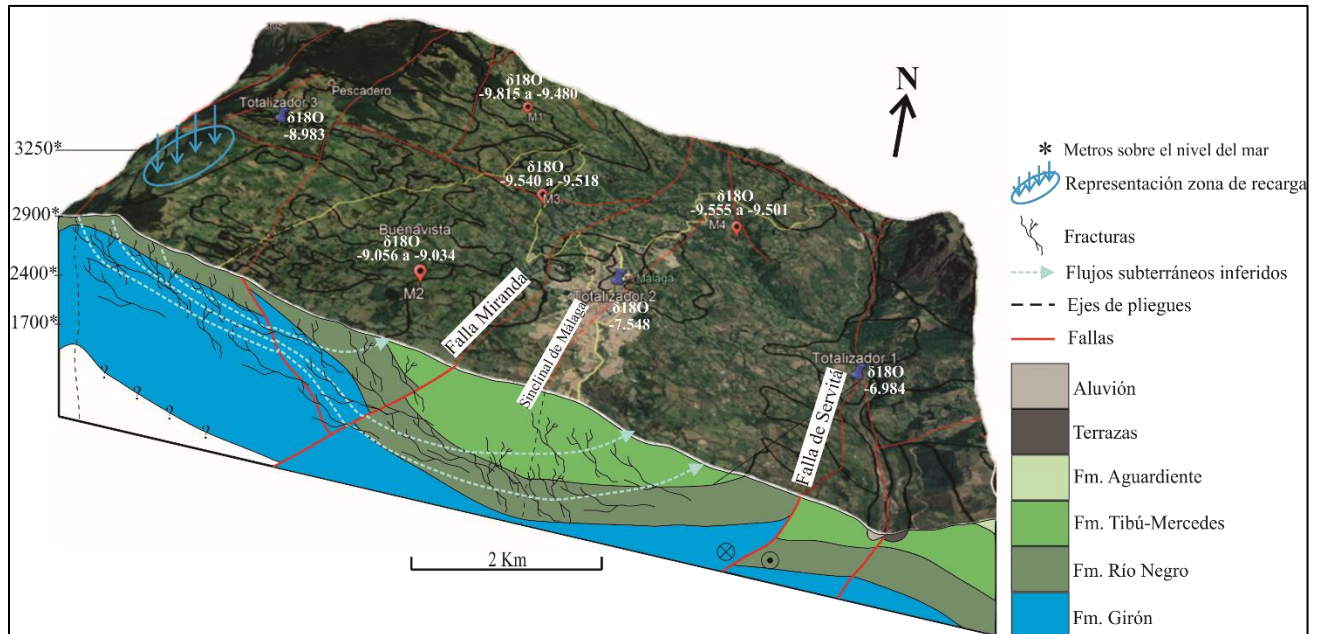 Pescadero
Totalizador 3
δ18O
-8.983
δ18O
-9.815 a -9.480
M1
N
3250*
2900*
2400*
1700*
δ18O
-9.540 a -9.518
M3
δ18O
-9.555 a -9.501
M4
Buenavista
δ18O
-9.056 a -9.034
M2
Falla Miranda
Sinclinal de Málaga
Málaga
Totalizador 2
δ18O
-7.548
Totalizador 1
δ18O
-6.984
Falla de Servitá
? ? ? ?
2 Km
* Metros sobre el nivel del mar
Representación zona de recarga
Fracturas
Flujos subterráneos inferidos
Ejes de pliegues
Fallas
Aluvión
Terrazas
Fm. Aguardiente
Fm. Tibú-Mercedes
Fm. Río Negro
Fm. Girón